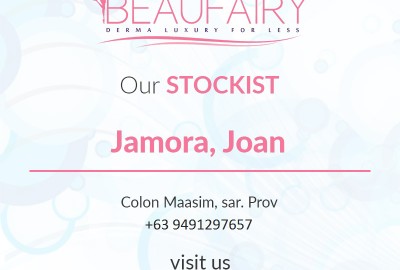 BEAUFAIRY
DERMA LUXURY FOR LESS
Our STOCKIST
Jamora, Joan
Colon Maasim, sar. Prov
+63 9491297657
visit us